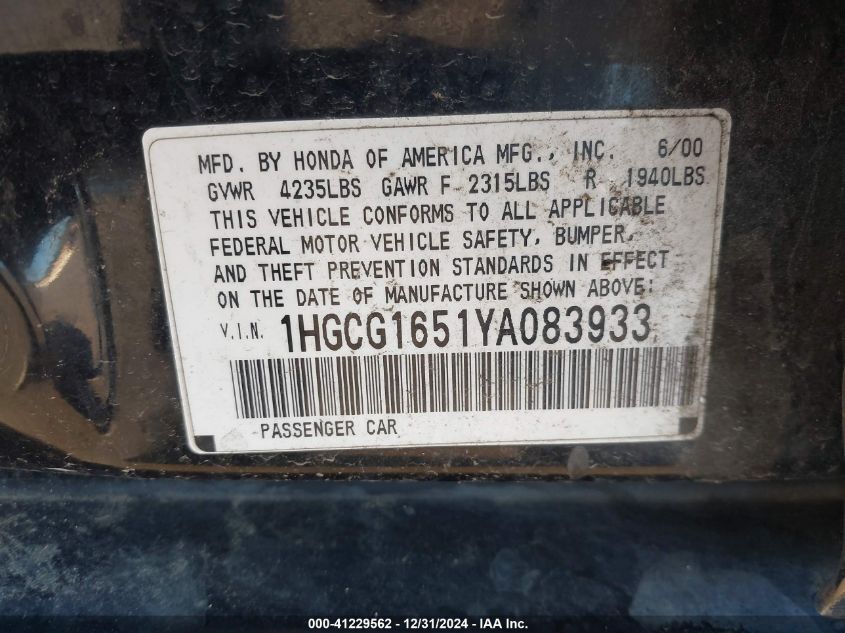 MFD. BY HONDA OF AMERICA MFG., INC. 6/00
GVWR 4235LBS GAWR F 2315LBS R 1940LBS
THIS VEHICLE CONFORMS TO ALL APPLICABLE
FEDERAL MOTOR VEHICLE SAFETY, BUMPER,
AND THEFT PREVENTION STANDARDS IN EFFECT
ON THE DATE OF MANUFACTURE SHOWN ABOVE:
V.I.N. 1HGCG1651YA083933
PASSENGER CAR
000-41229562 - 12/31/2024 - IAA Inc.